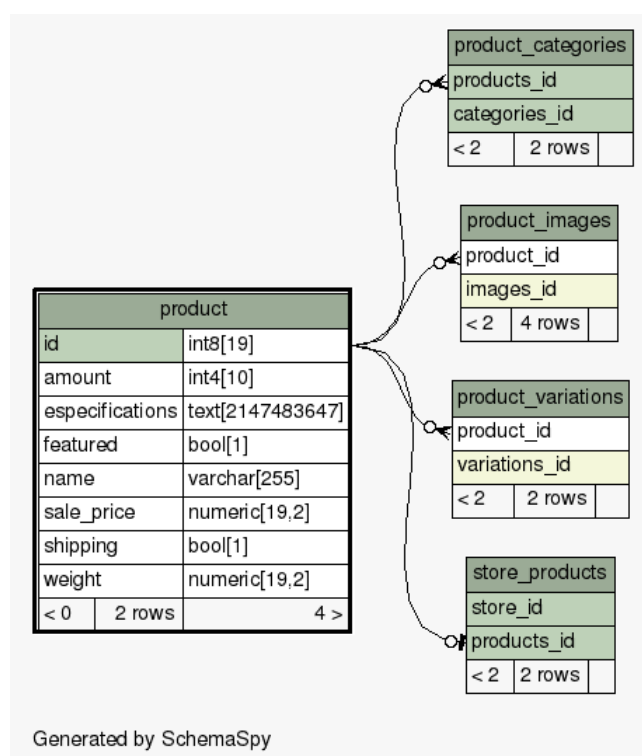 product_categories
products_id
categories_id
< 2 2 rows
product_images
product_id
images_id
< 2 4 rows
product
id int8[19]
amount int4[10]
especifications text[2147483647]
featured bool[1]
name varchar[255]
sale_price numeric[19,2]
shipping bool[1]
weight numeric[19,2]
< 0 2 rows 4 >
product_variations
product_id
variations_id
< 2 2 rows
store_products
store_id
products_id
< 2 2 rows
Generated by SchemaSpy